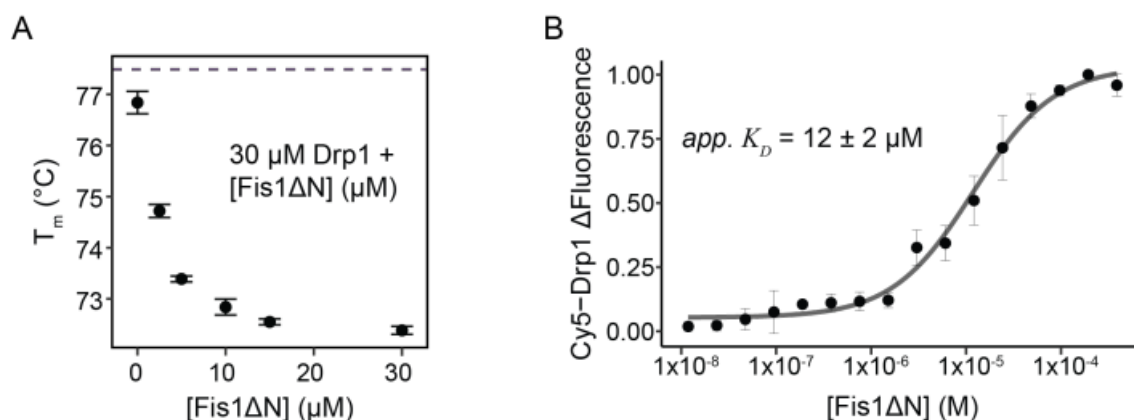 A
T_m (°C)
77
76
75
74
73
30 μM Drp1 +
[Fis1ΔN] (μM)
0
10
20
30
[Fis1ΔN] (μM)
B
Cy5−Drp1 ΔFluorescence
1.00
0.75
0.50
0.25
0.00
app. K_D = 12 ± 2 μM
1x10⁻⁸
1x10⁻⁷
1x10⁻⁶
1x10⁻⁵
1x10⁻⁴
[Fis1ΔN] (M)